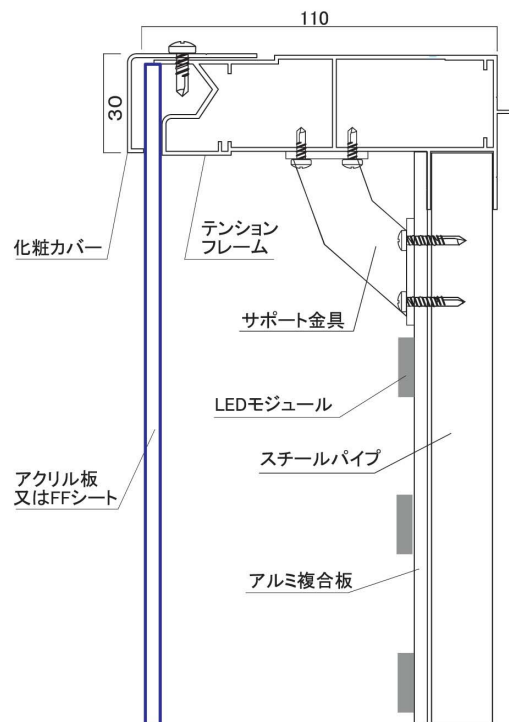 110
30
化粧カバー
テンション
フレーム
サポート金具
LEDモジュール
スチールパイプ
アクリル板
又はFFシート
アルミ複合板